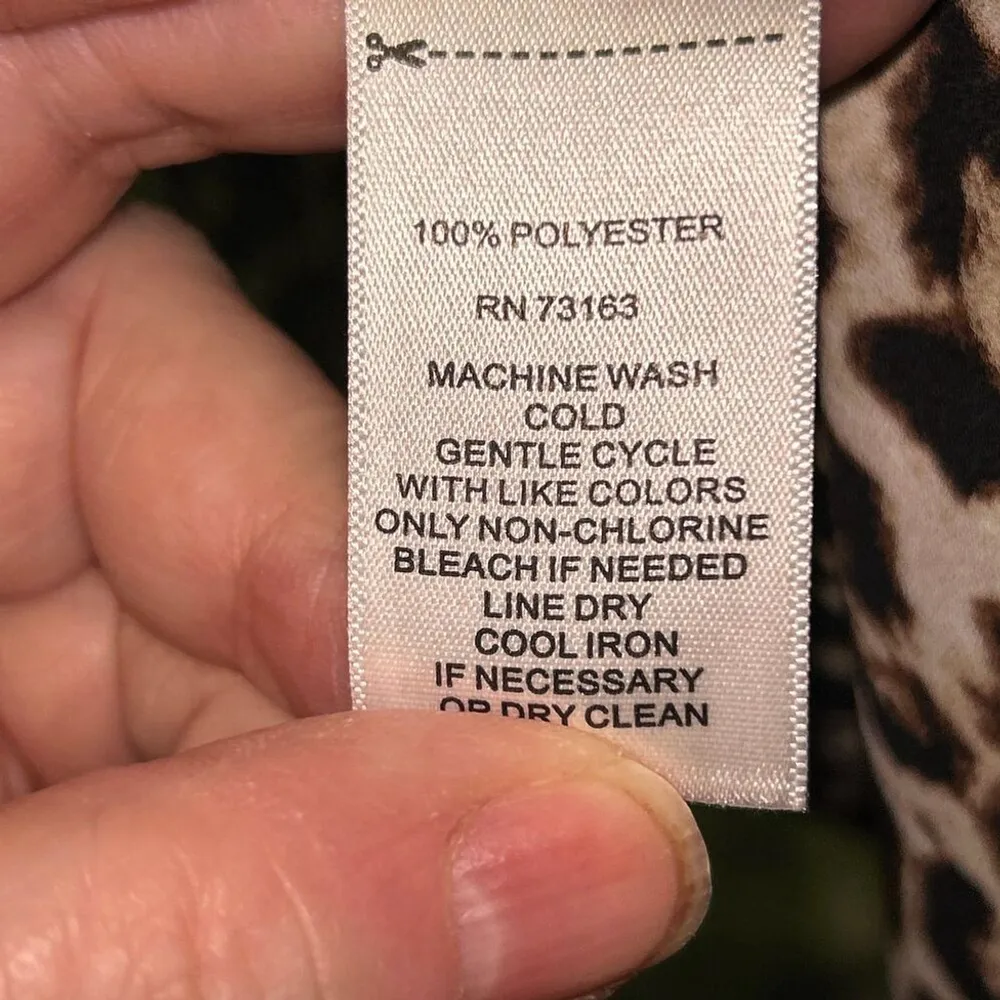 100% POLYESTER
RN 73163
MACHINE WASH
COLD
GENTLE CYCLE
WITH LIKE COLORS
ONLY NON-CHLORINE
BLEACH IF NEEDED
LINE DRY
COOL IRON
IF NECESSARY
OR DRY CLEAN